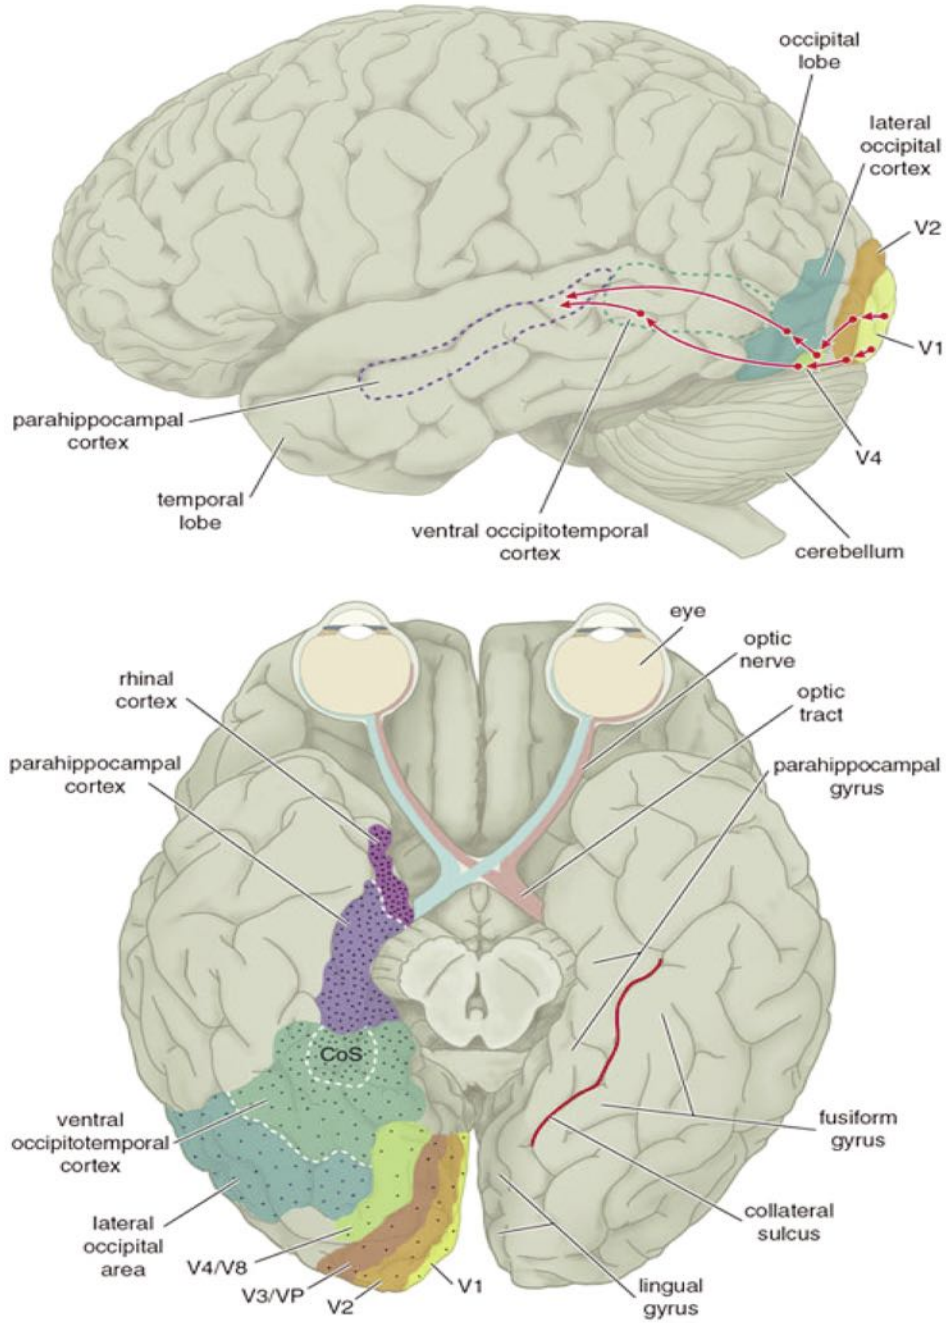 occipital
lobe
lateral
occipital
cortex
V2
V1
parahippocampal
cortex
V4
temporal
lobe
ventral occipitotemporal
cortex
cerebellum
eye
optic
nerve
rhinal
cortex
optic
tract
parahippocampal
cortex
parahippocampal
gyrus
CoS
ventral
occipitotemporal
cortex
fusiform
gyrus
lateral
occipital
area
collateral
sulcus
V4/V8
V3/VP
V2
V1
lingual
gyrus